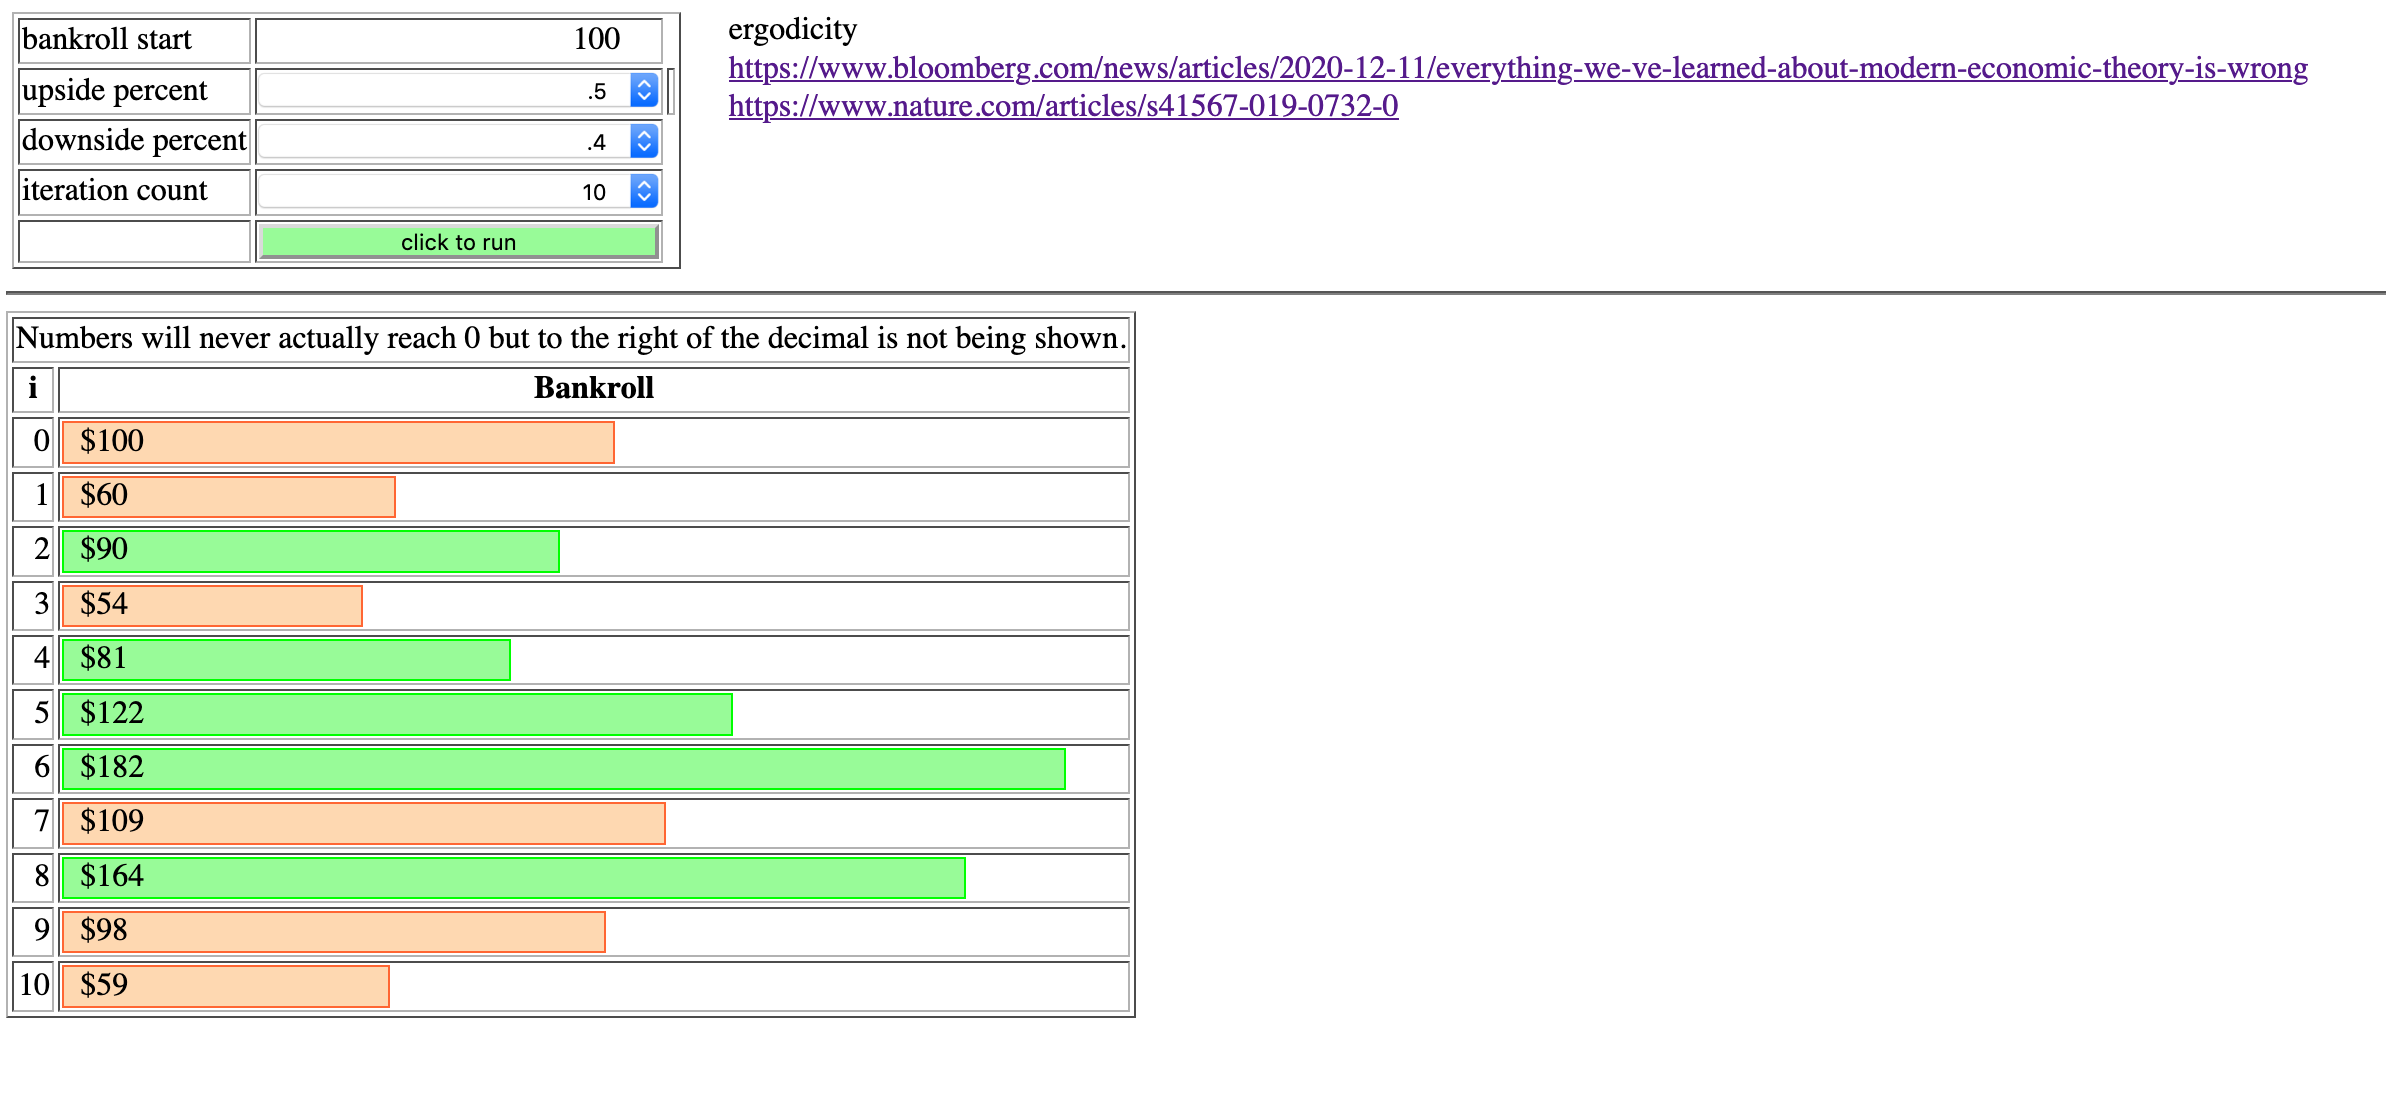 bankroll start 100
upside percent .5
downside percent .4
iteration count 10
click to run
ergodicity
https://www.bloomberg.com/news/articles/2020-12-11/everything-we-ve-learned-about-modern-economic-theory-is-wrong
https://www.nature.com/articles/s41567-019-0732-0
Numbers will never actually reach 0 but to the right of the decimal is not being shown.
i Bankroll
0 $100
1 $60
2 $90
3 $54
4 $81
5 $122
6 $182
7 $109
8 $164
9 $98
10 $59